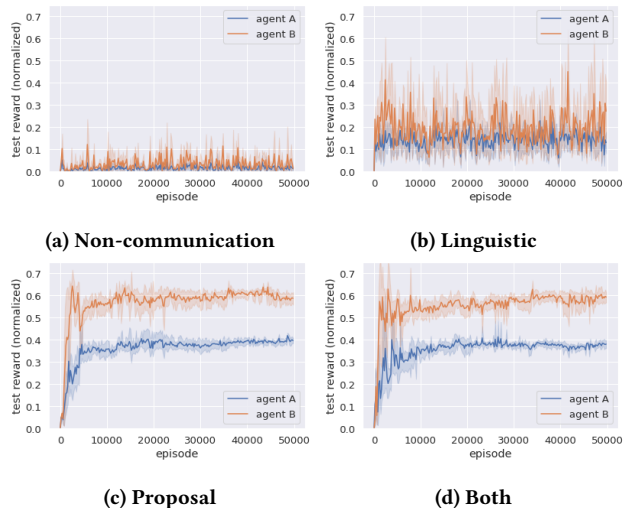 0.7
0.6
0.5
0.4
0.3
0.2
0.1
0.0
test reward (normalized)
agent A
agent B
0 10000 20000 30000 40000 50000
episode
(a) Non-communication
0.7
0.6
0.5
0.4
0.3
0.2
0.1
0.0
test reward (normalized)
agent A
agent B
0 10000 20000 30000 40000 50000
episode
(b) Linguistic
0.7
0.6
0.5
0.4
0.3
0.2
0.1
0.0
test reward (normalized)
agent A
agent B
0 10000 20000 30000 40000 50000
episode
(c) Proposal
0.7
0.6
0.5
0.4
0.3
0.2
0.1
0.0
test reward (normalized)
agent A
agent B
0 10000 20000 30000 40000 50000
episode
(d) Both